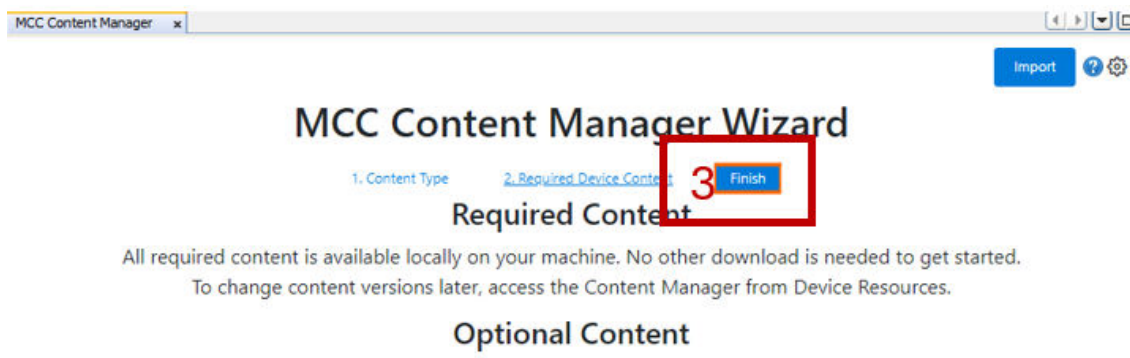 MCC Content Manager x
Import
MCC Content Manager Wizard
1. Content Type 2. Required Device Content 3 Finish
Required Content
All required content is available locally on your machine. No other download is needed to get started.
To change content versions later, access the Content Manager from Device Resources.
Optional Content